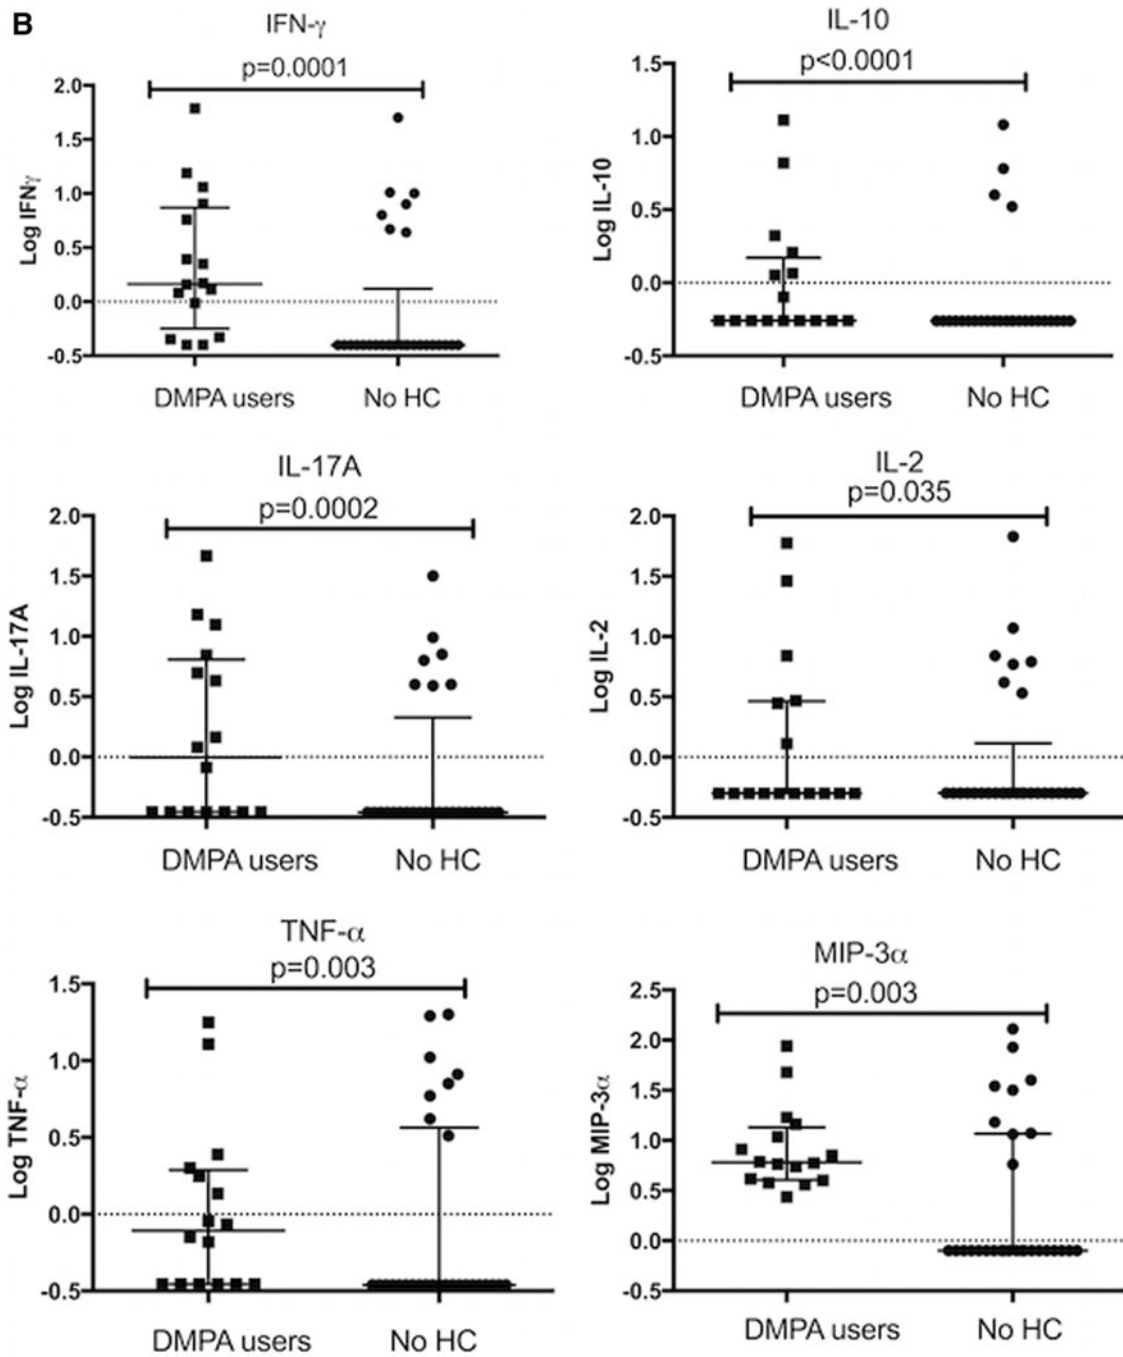 B
IFN-γ
p=0.0001
2.0
1.5
1.0
0.5
0.0
-0.5
Log IFNγ
DMPA users
No HC
IL-10
p<0.0001
1.5
1.0
0.5
0.0
-0.5
Log IL-10
DMPA users
No HC
IL-17A
p=0.0002
2.0
1.5
1.0
0.5
0.0
-0.5
Log IL-17A
DMPA users
No HC
IL-2
p=0.035
2.0
1.5
1.0
0.5
0.0
-0.5
Log IL-2
DMPA users
No HC
TNF-α
p=0.003
1.5
1.0
0.5
0.0
-0.5
Log TNF-α
DMPA users
No HC
MIP-3α
p=0.003
2.5
2.0
1.5
1.0
0.5
0.0
-0.5
Log MIP-3α
DMPA users
No HC